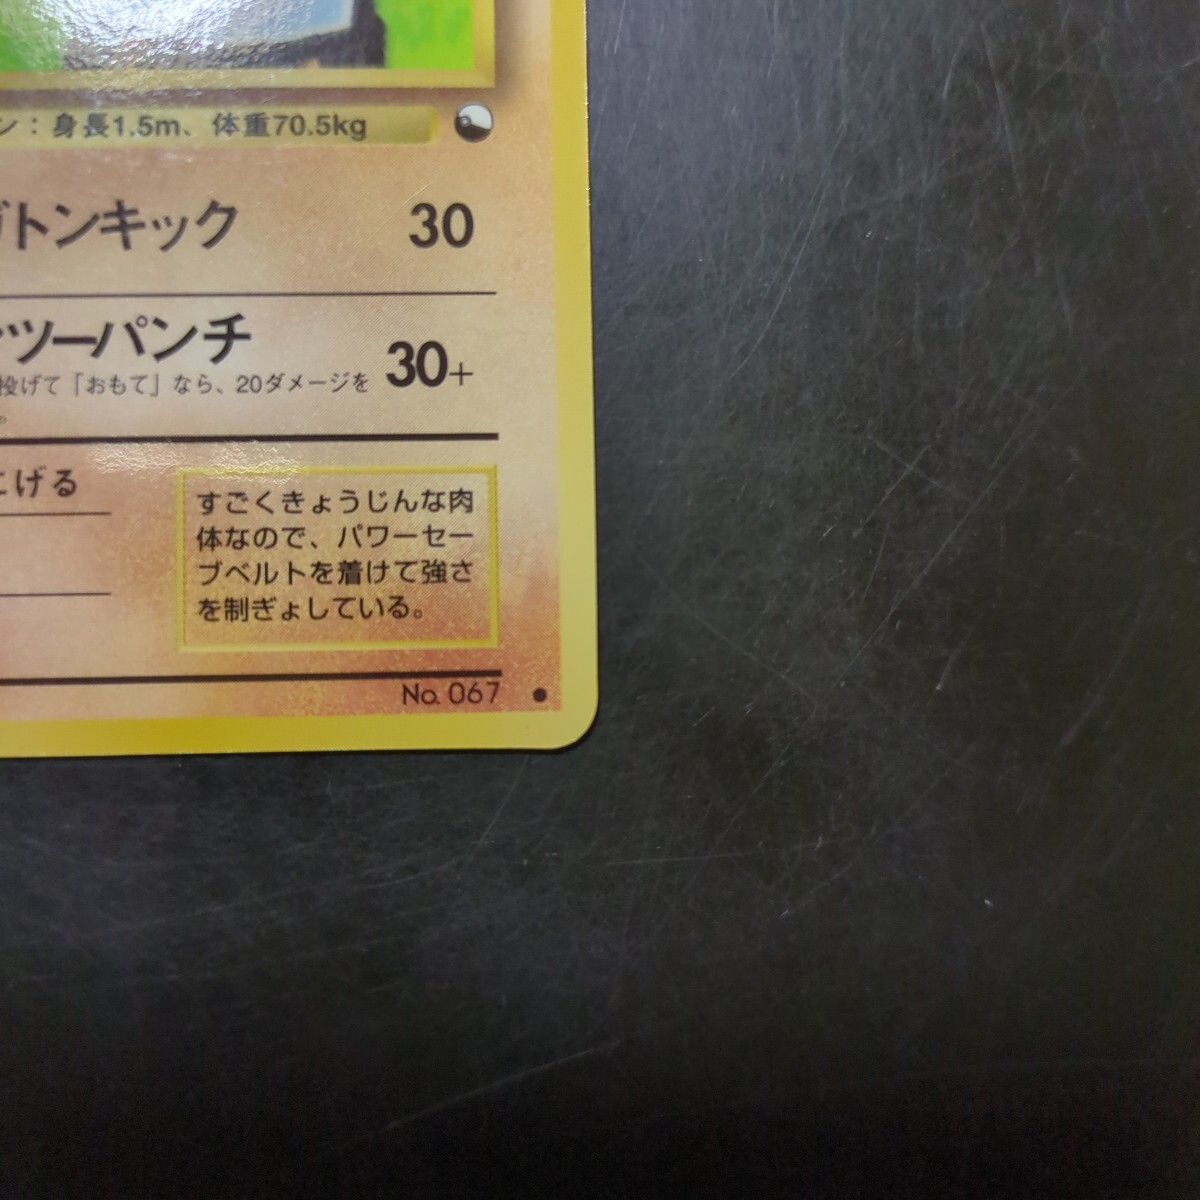 ン：身長1.5m、体重70.5kg
ガトンキック 30
ツーパンチ 30+
投げて「おもて」なら、20ダメージを
。
にげる
すごくきょうじんな肉
体なので、パワーセー
ブベルトを着けて強さ
を制ぎょしている。
No. 067 ●